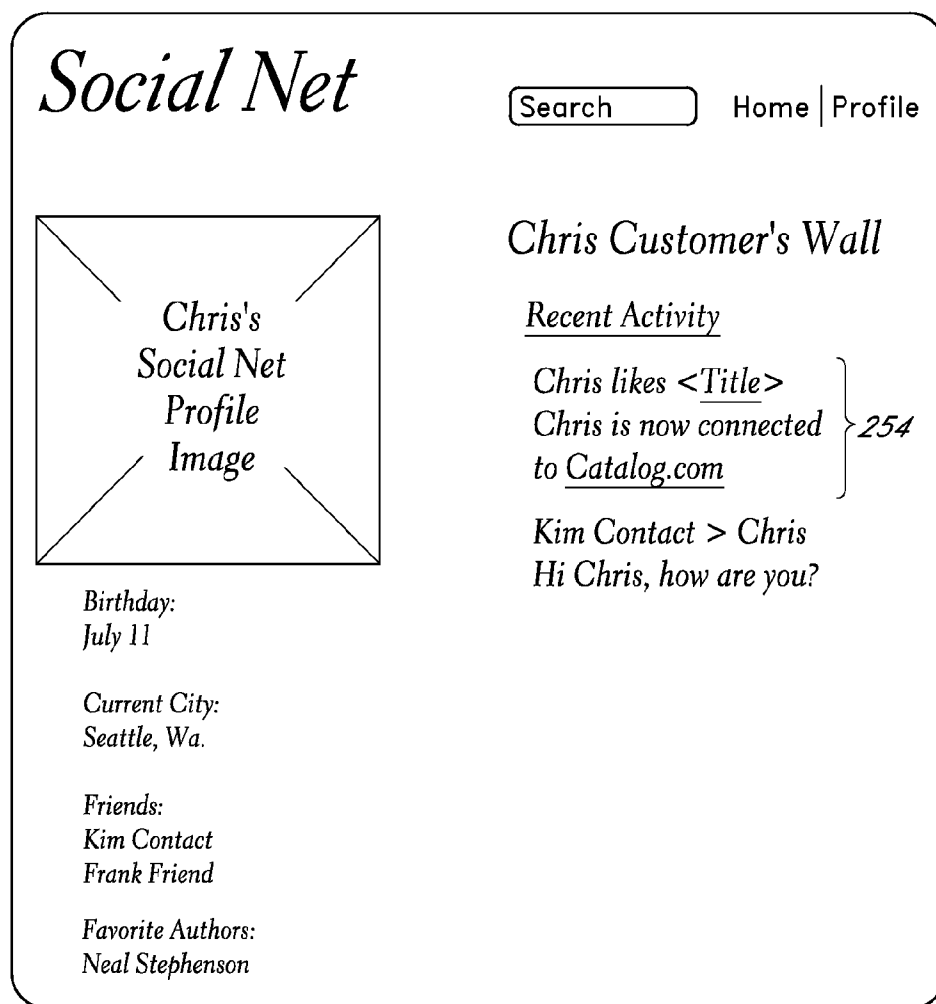 Social Net
Search
Home | Profile
Chris's
Social Net
Profile
Image
Birthday:
July 11
Current City:
Seattle, Wa.
Friends:
Kim Contact
Frank Friend
Favorite Authors:
Neal Stephenson
Chris Customer's Wall
Recent Activity
Chris likes <Title>
Chris is now connected
to Catalog.com
254
Kim Contact > Chris
Hi Chris, how are you?